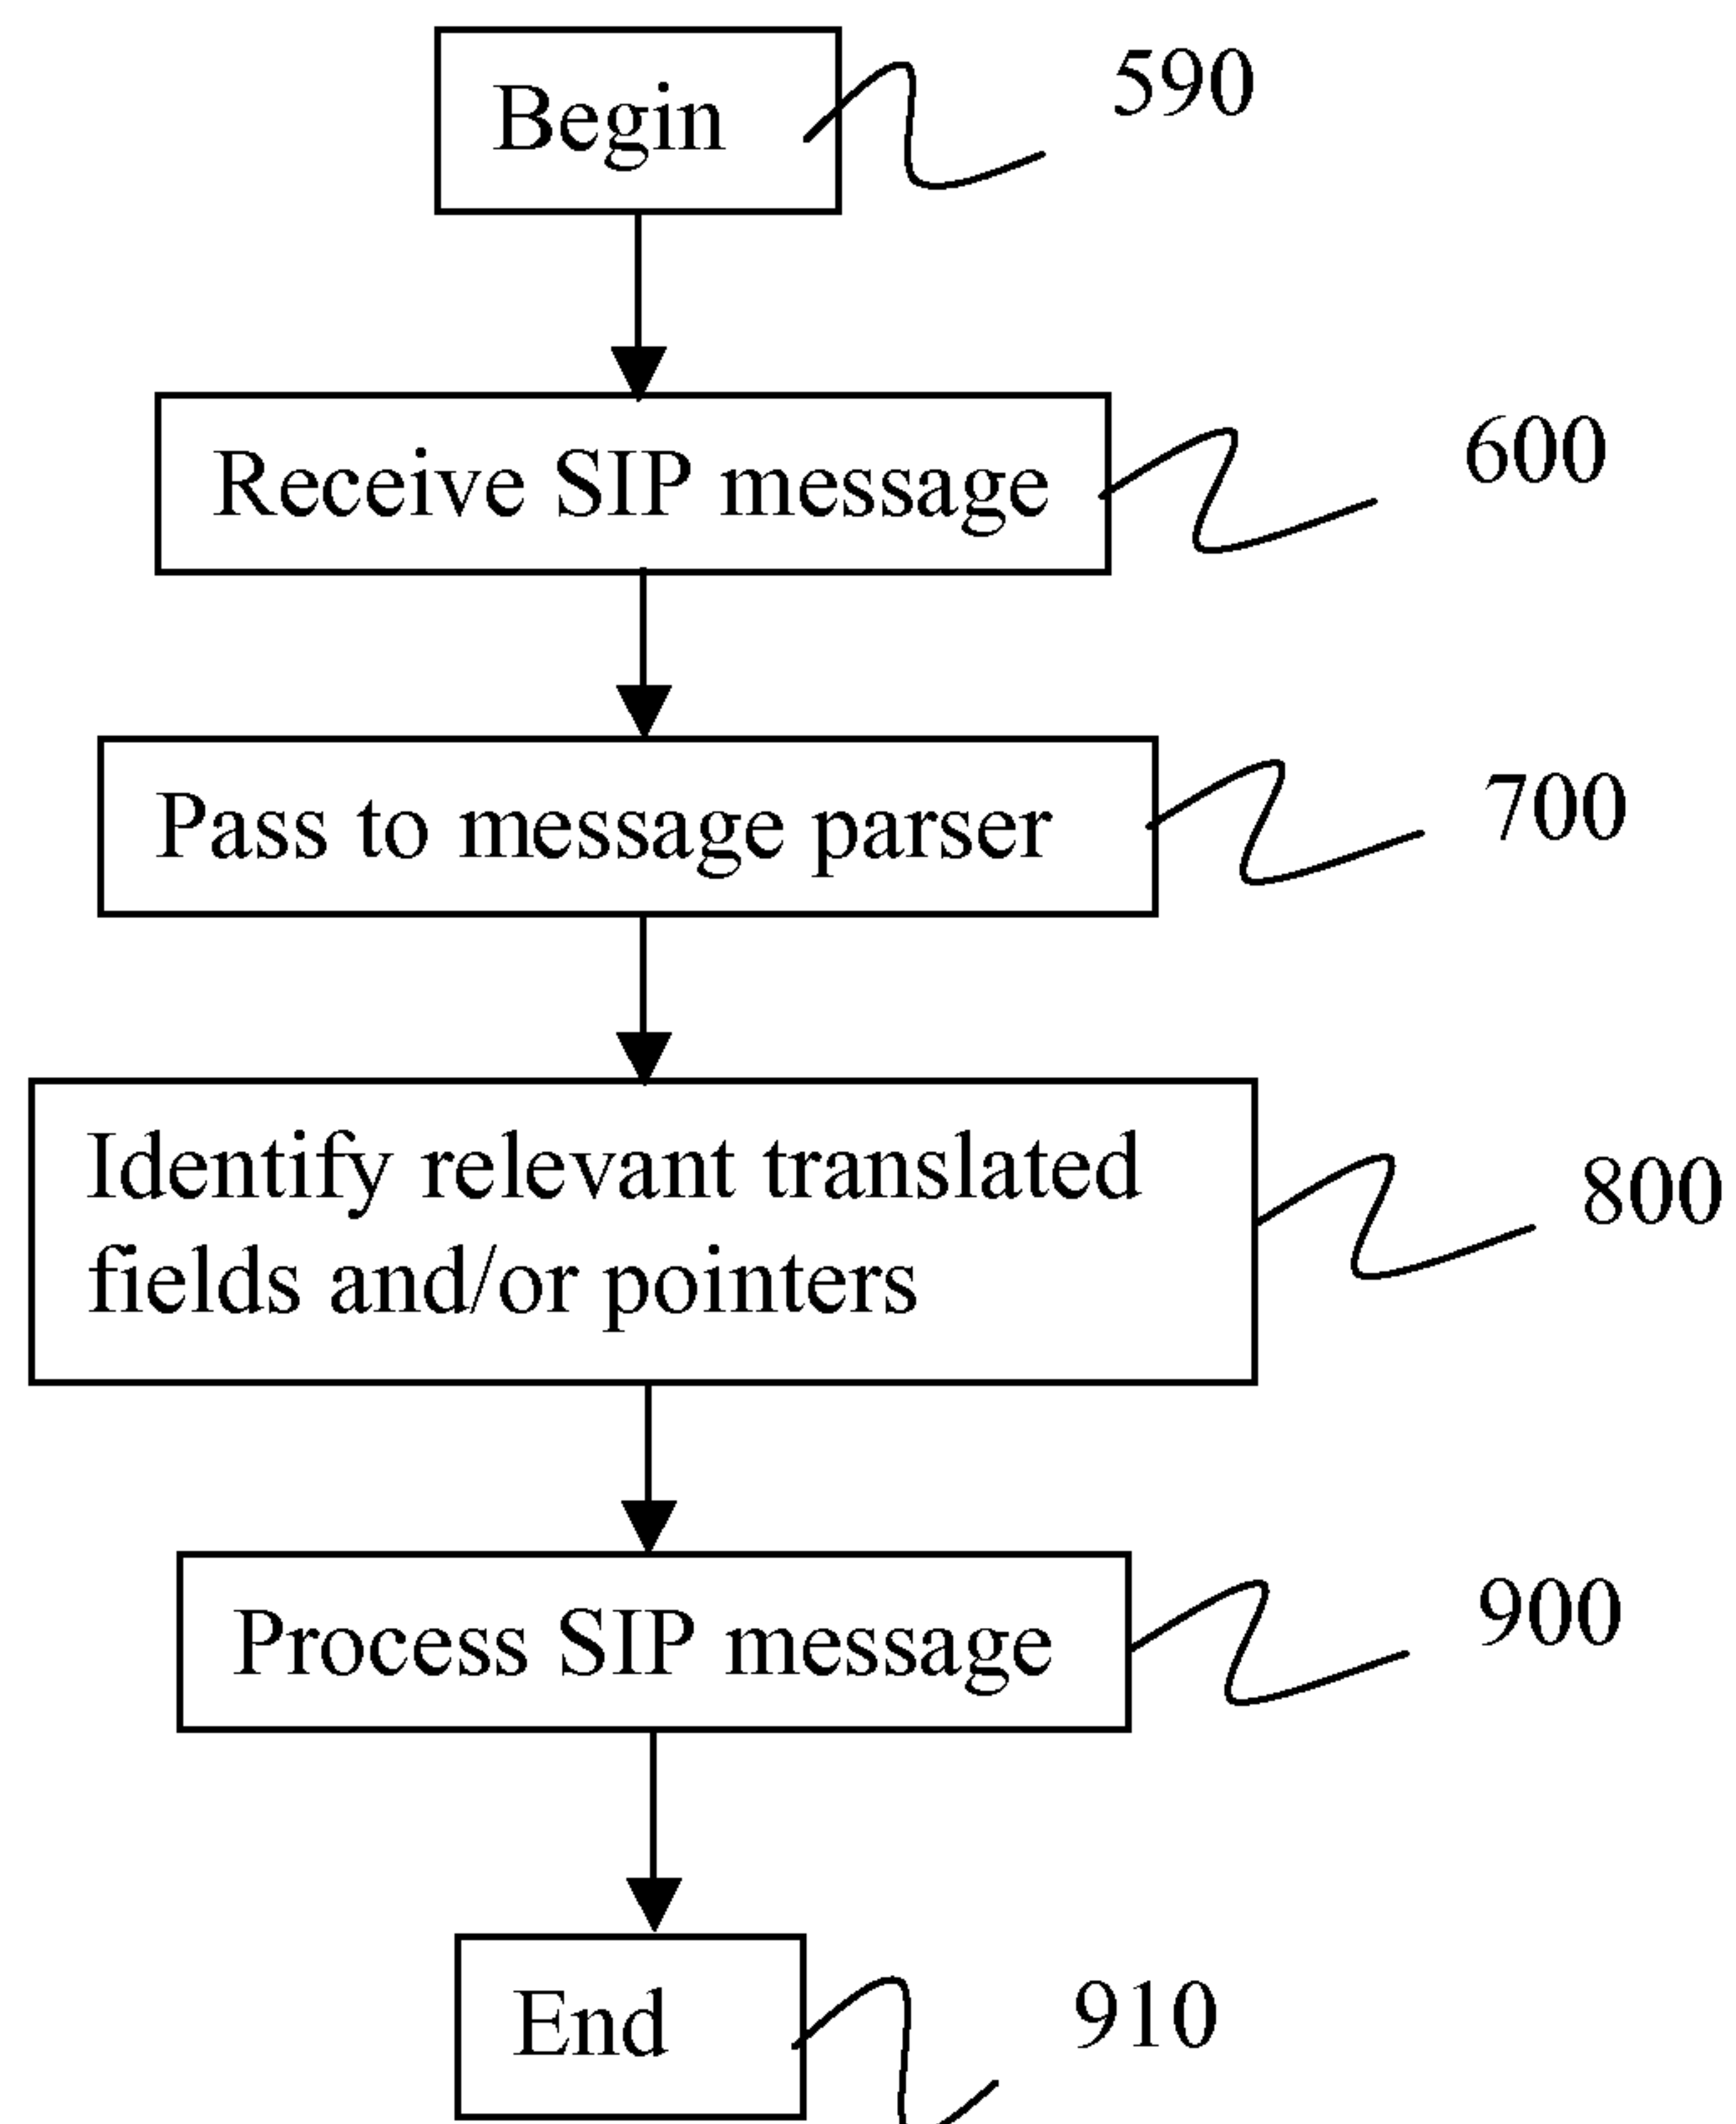 Begin
590
Receive SIP message
600
Pass to message parser
700
Identify relevant translated
fields and/or pointers
800
Process SIP message
900
End
910